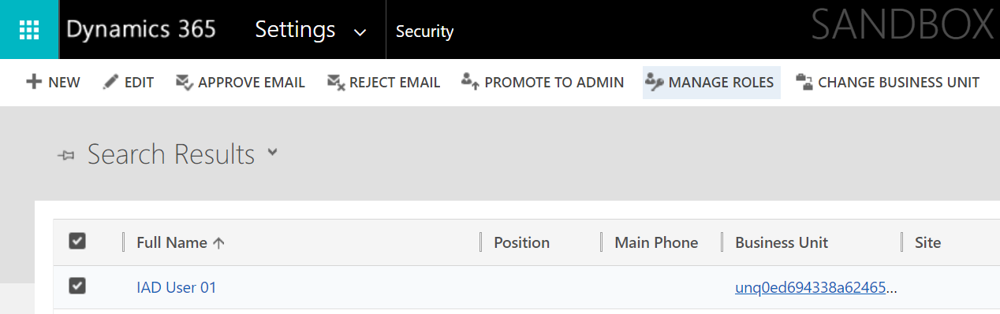 Dynamics 365 Settings Security SANDBOX
NEW EDIT APPROVE EMAIL REJECT EMAIL PROMOTE TO ADMIN MANAGE ROLES CHANGE BUSINESS UNIT
Search Results
Full Name Position Main Phone Business Unit Site
IAD User 01 unq0ed694338a62465...